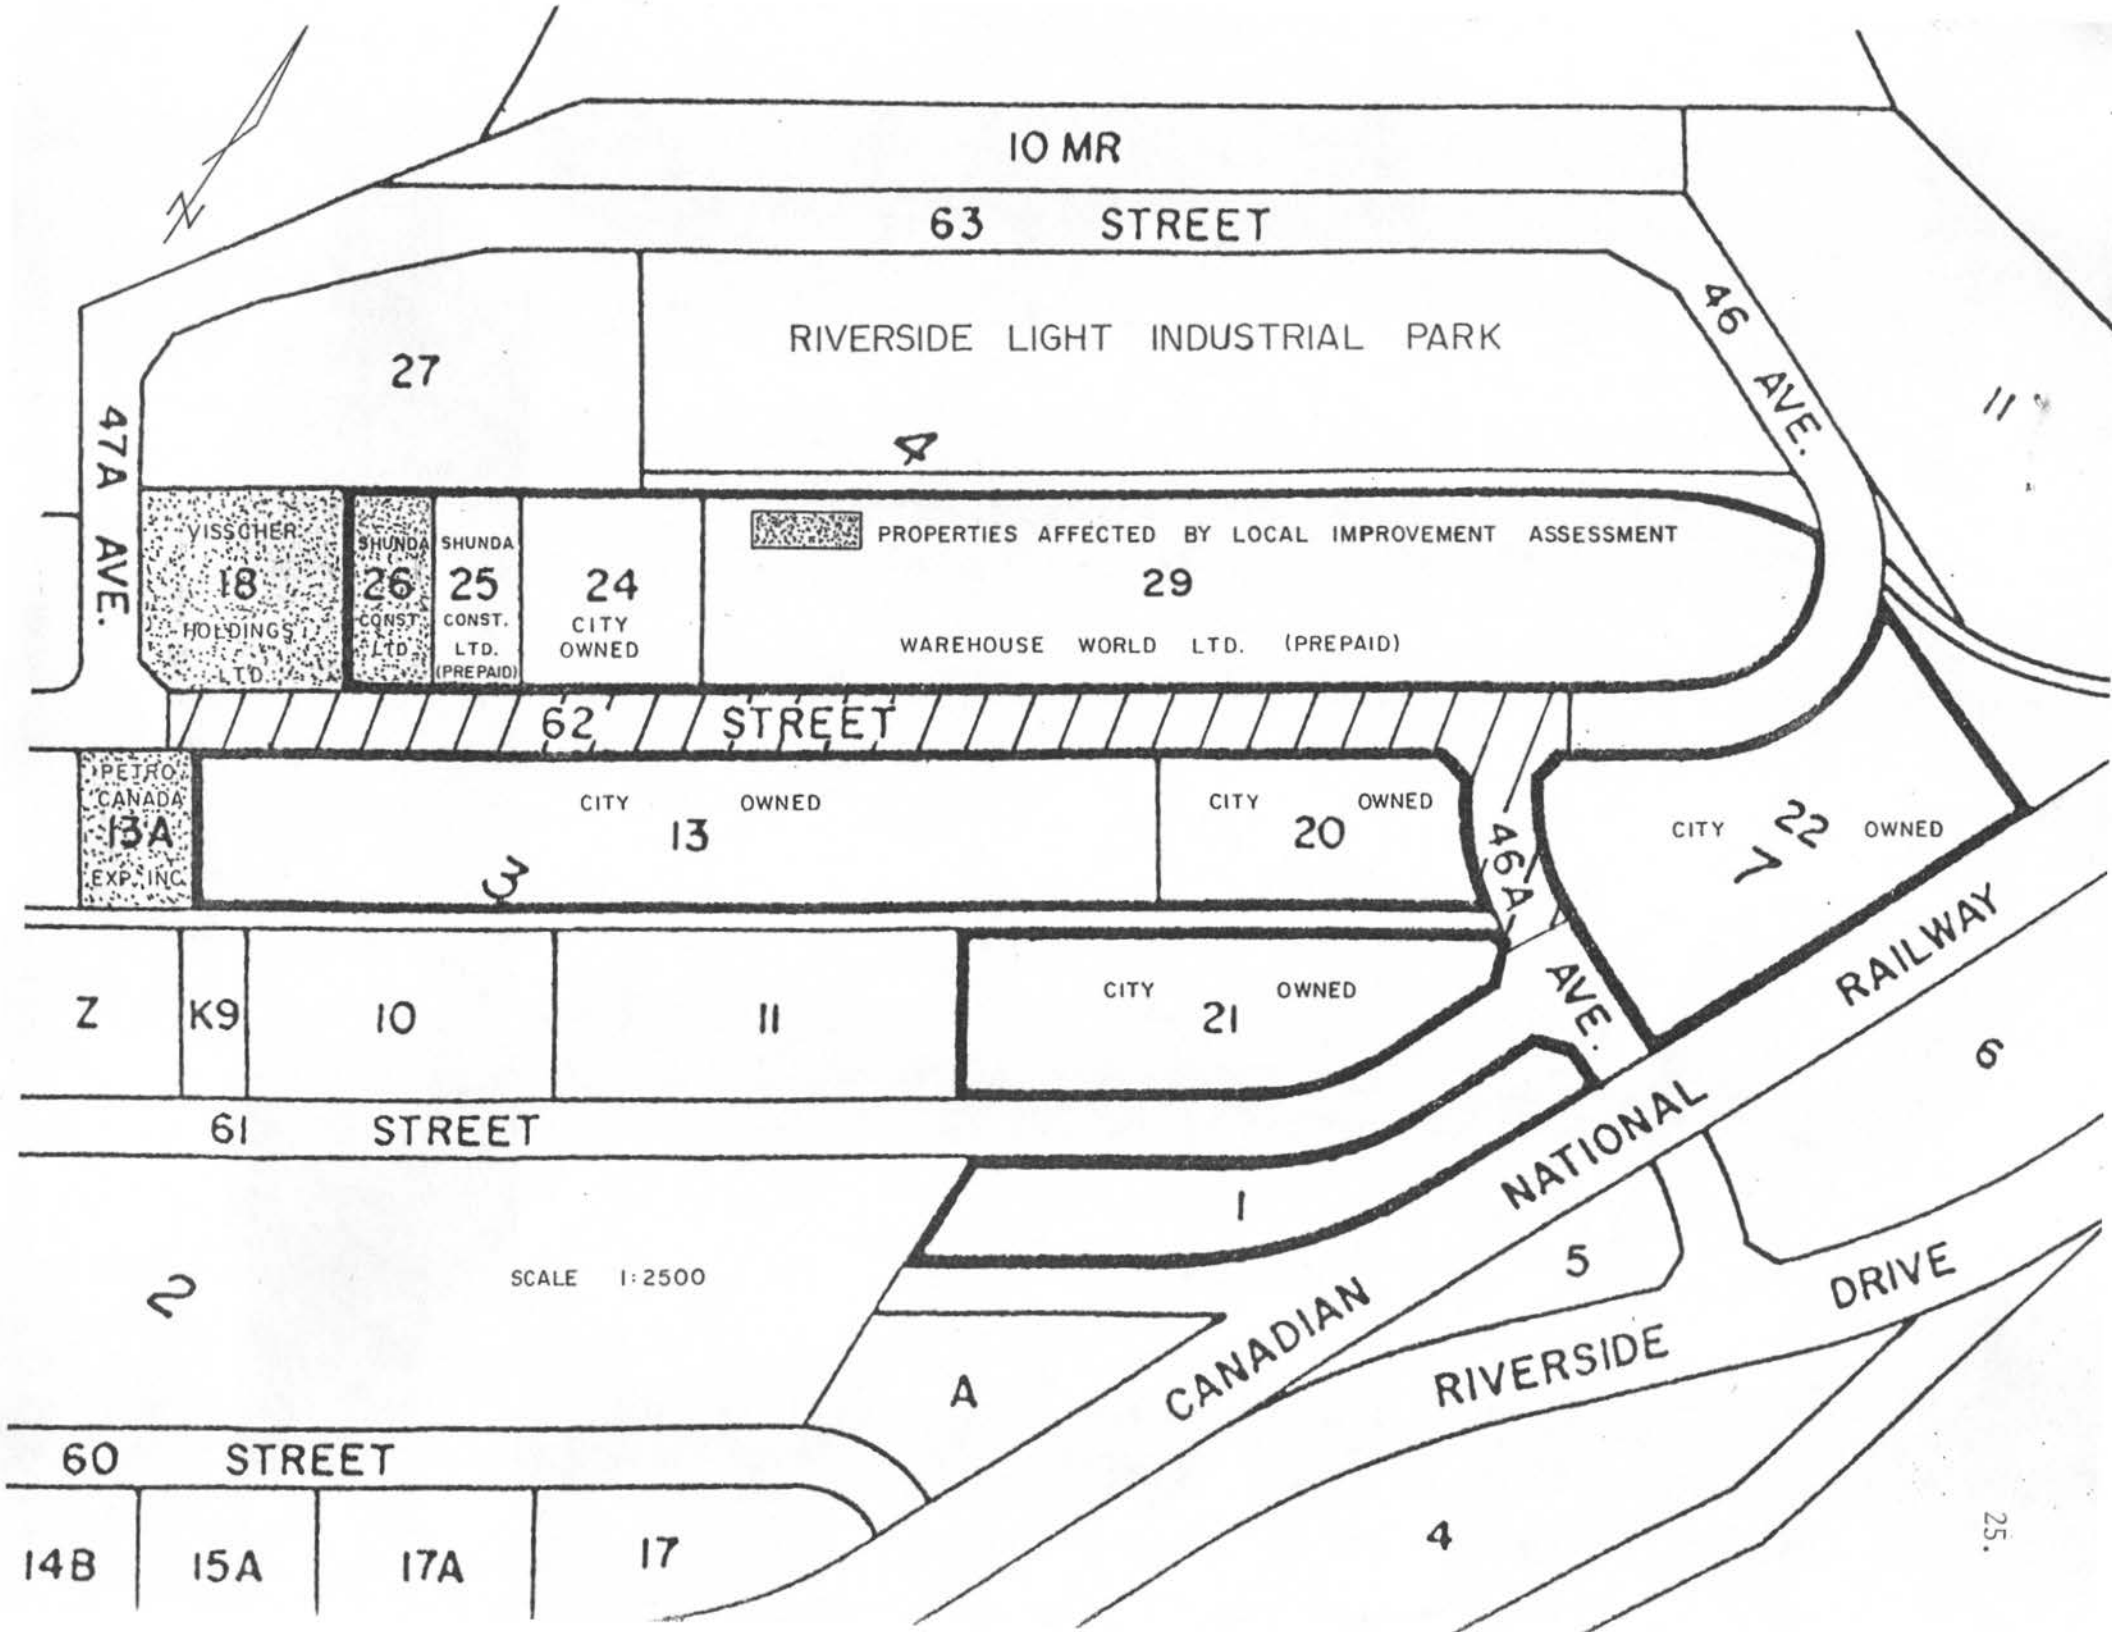 10 MR
63 STREET
N
46 AVE.
RIVERSIDE LIGHT INDUSTRIAL PARK
27
11
47A AVE.
4
VISSCHER
18
HOLDINGS
LTD.
SHUNDA
26
CONST
LTD
SHUNDA
25
CONST.
LTD.
(PREPAID)
24
CITY
OWNED
PROPERTIES AFFECTED BY LOCAL IMPROVEMENT ASSESSMENT
29
WAREHOUSE WORLD LTD. (PREPAID)
62 STREET
PETRO
CANADA
13A
EXP. INC.
CITY OWNED
13
3
CITY OWNED
20
46A AVE.
CITY 22 OWNED
7
Z
K9
10
11
CITY OWNED
21
61 STREET
CANADIAN NATIONAL RAILWAY
6
1
2
SCALE 1:2500
5
RIVERSIDE DRIVE
A
60 STREET
14B
15A
17A
17
4
25.